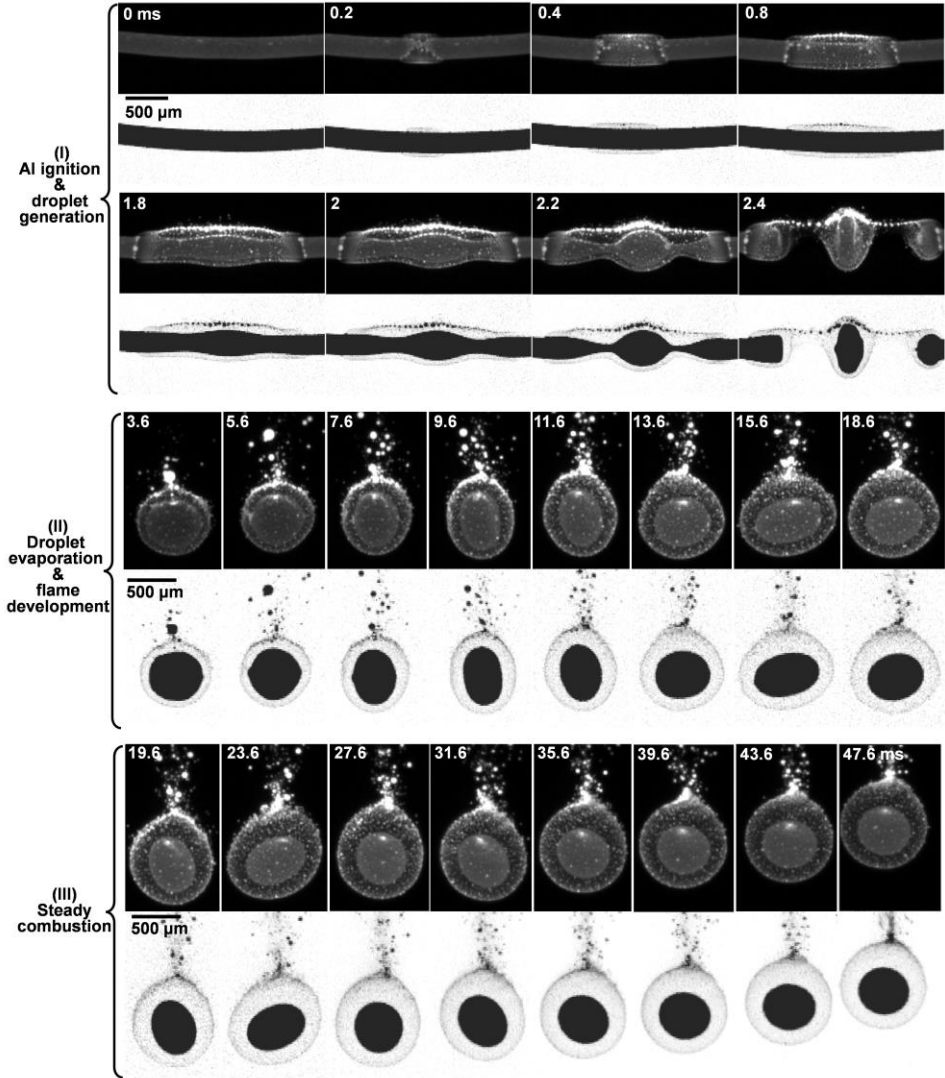 0 ms
0.2
0.4
0.8
500 μm
(I)
Al ignition
&
droplet
generation
1.8
2
2.2
2.4
3.6
5.6
7.6
9.6
11.6
13.6
15.6
18.6
(II)
Droplet
evaporation
&
flame
development
500 μm
19.6
23.6
27.6
31.6
35.6
39.6
43.6
47.6 ms
(III)
Steady
combustion
500 μm